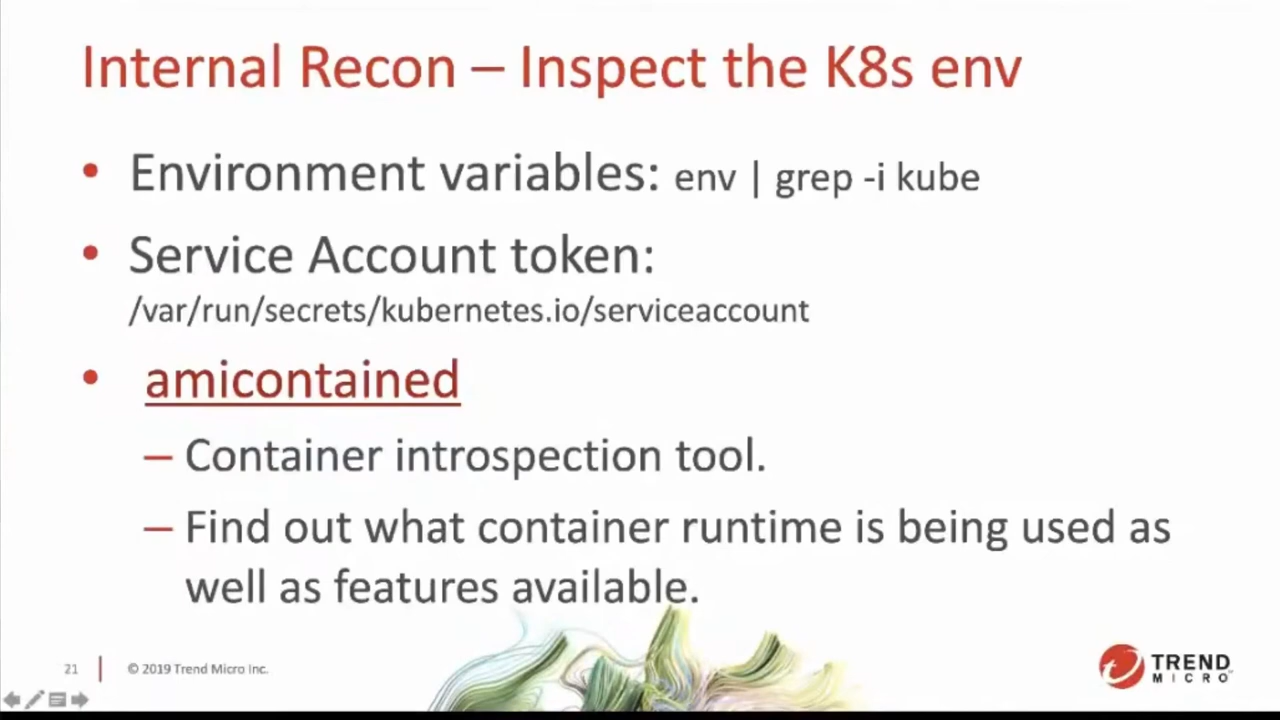 Internal Recon – Inspect the K8s env
• Environment variables: env | grep -i kube
• Service Account token:
/var/run/secrets/kubernetes.io/serviceaccount
• amicontained
– Container introspection tool.
– Find out what container runtime is being used as
well as features available.
21
© 2019 Trend Micro Inc.
TREND
MICRO